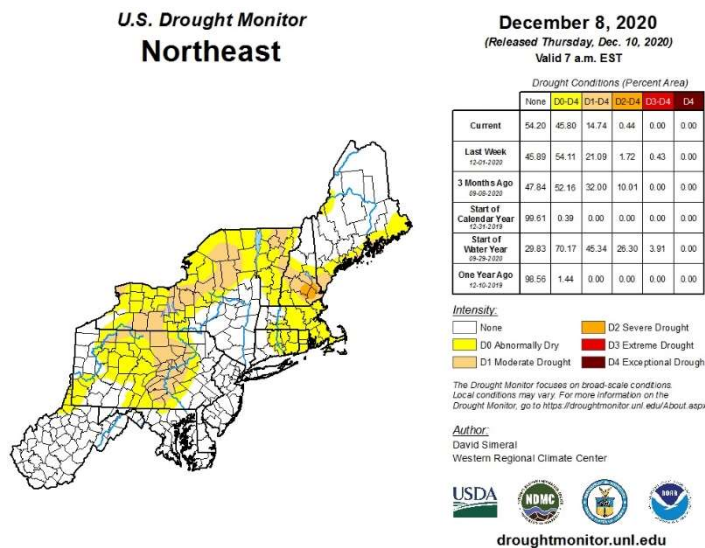 U.S. Drought Monitor
Northeast
December 8, 2020
(Released Thursday, Dec. 10, 2020)
Valid 7 a.m. EST
Drought Conditions (Percent Area)
None D0-D4 D1-D4 D2-D4 D3-D4 D4
Current 54.20 45.80 14.74 0.44 0.00 0.00
Last Week 12-01-2020 45.89 54.11 21.09 1.72 0.43 0.00
3 Months Ago 09-08-2020 47.84 52.16 32.00 10.01 0.00 0.00
Start of Calendar Year 12-31-2019 99.61 0.39 0.00 0.00 0.00 0.00
Start of Water Year 09-29-2020 29.83 70.17 45.34 26.30 3.91 0.00
One Year Ago 12-10-2019 98.56 1.44 0.00 0.00 0.00 0.00
Intensity:
None
D0 Abnormally Dry
D1 Moderate Drought
D2 Severe Drought
D3 Extreme Drought
D4 Exceptional Drough
The Drought Monitor focuses on broad-scale conditions.
Local conditions may vary. For more information on the
Drought Monitor, go to https://droughtmonitor.unl.edu/About.aspx
Author:
David Simeral
Western Regional Climate Center
USDA
NDMC
NOAA
droughtmonitor.unl.edu